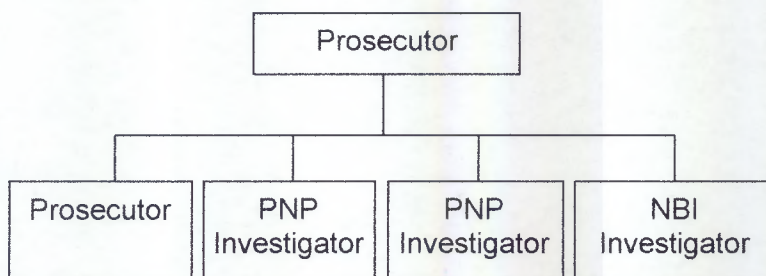 Prosecutor
Prosecutor
PNP
Investigator
PNP
Investigator
NBI
Investigator